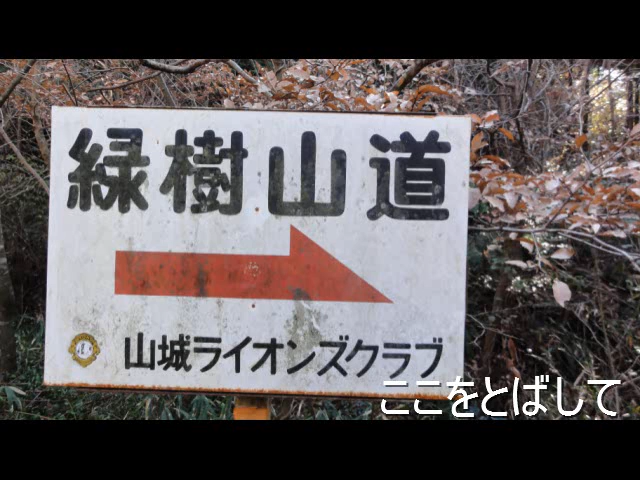 緑樹山道
山城ライオンズクラブ
ここをとばして